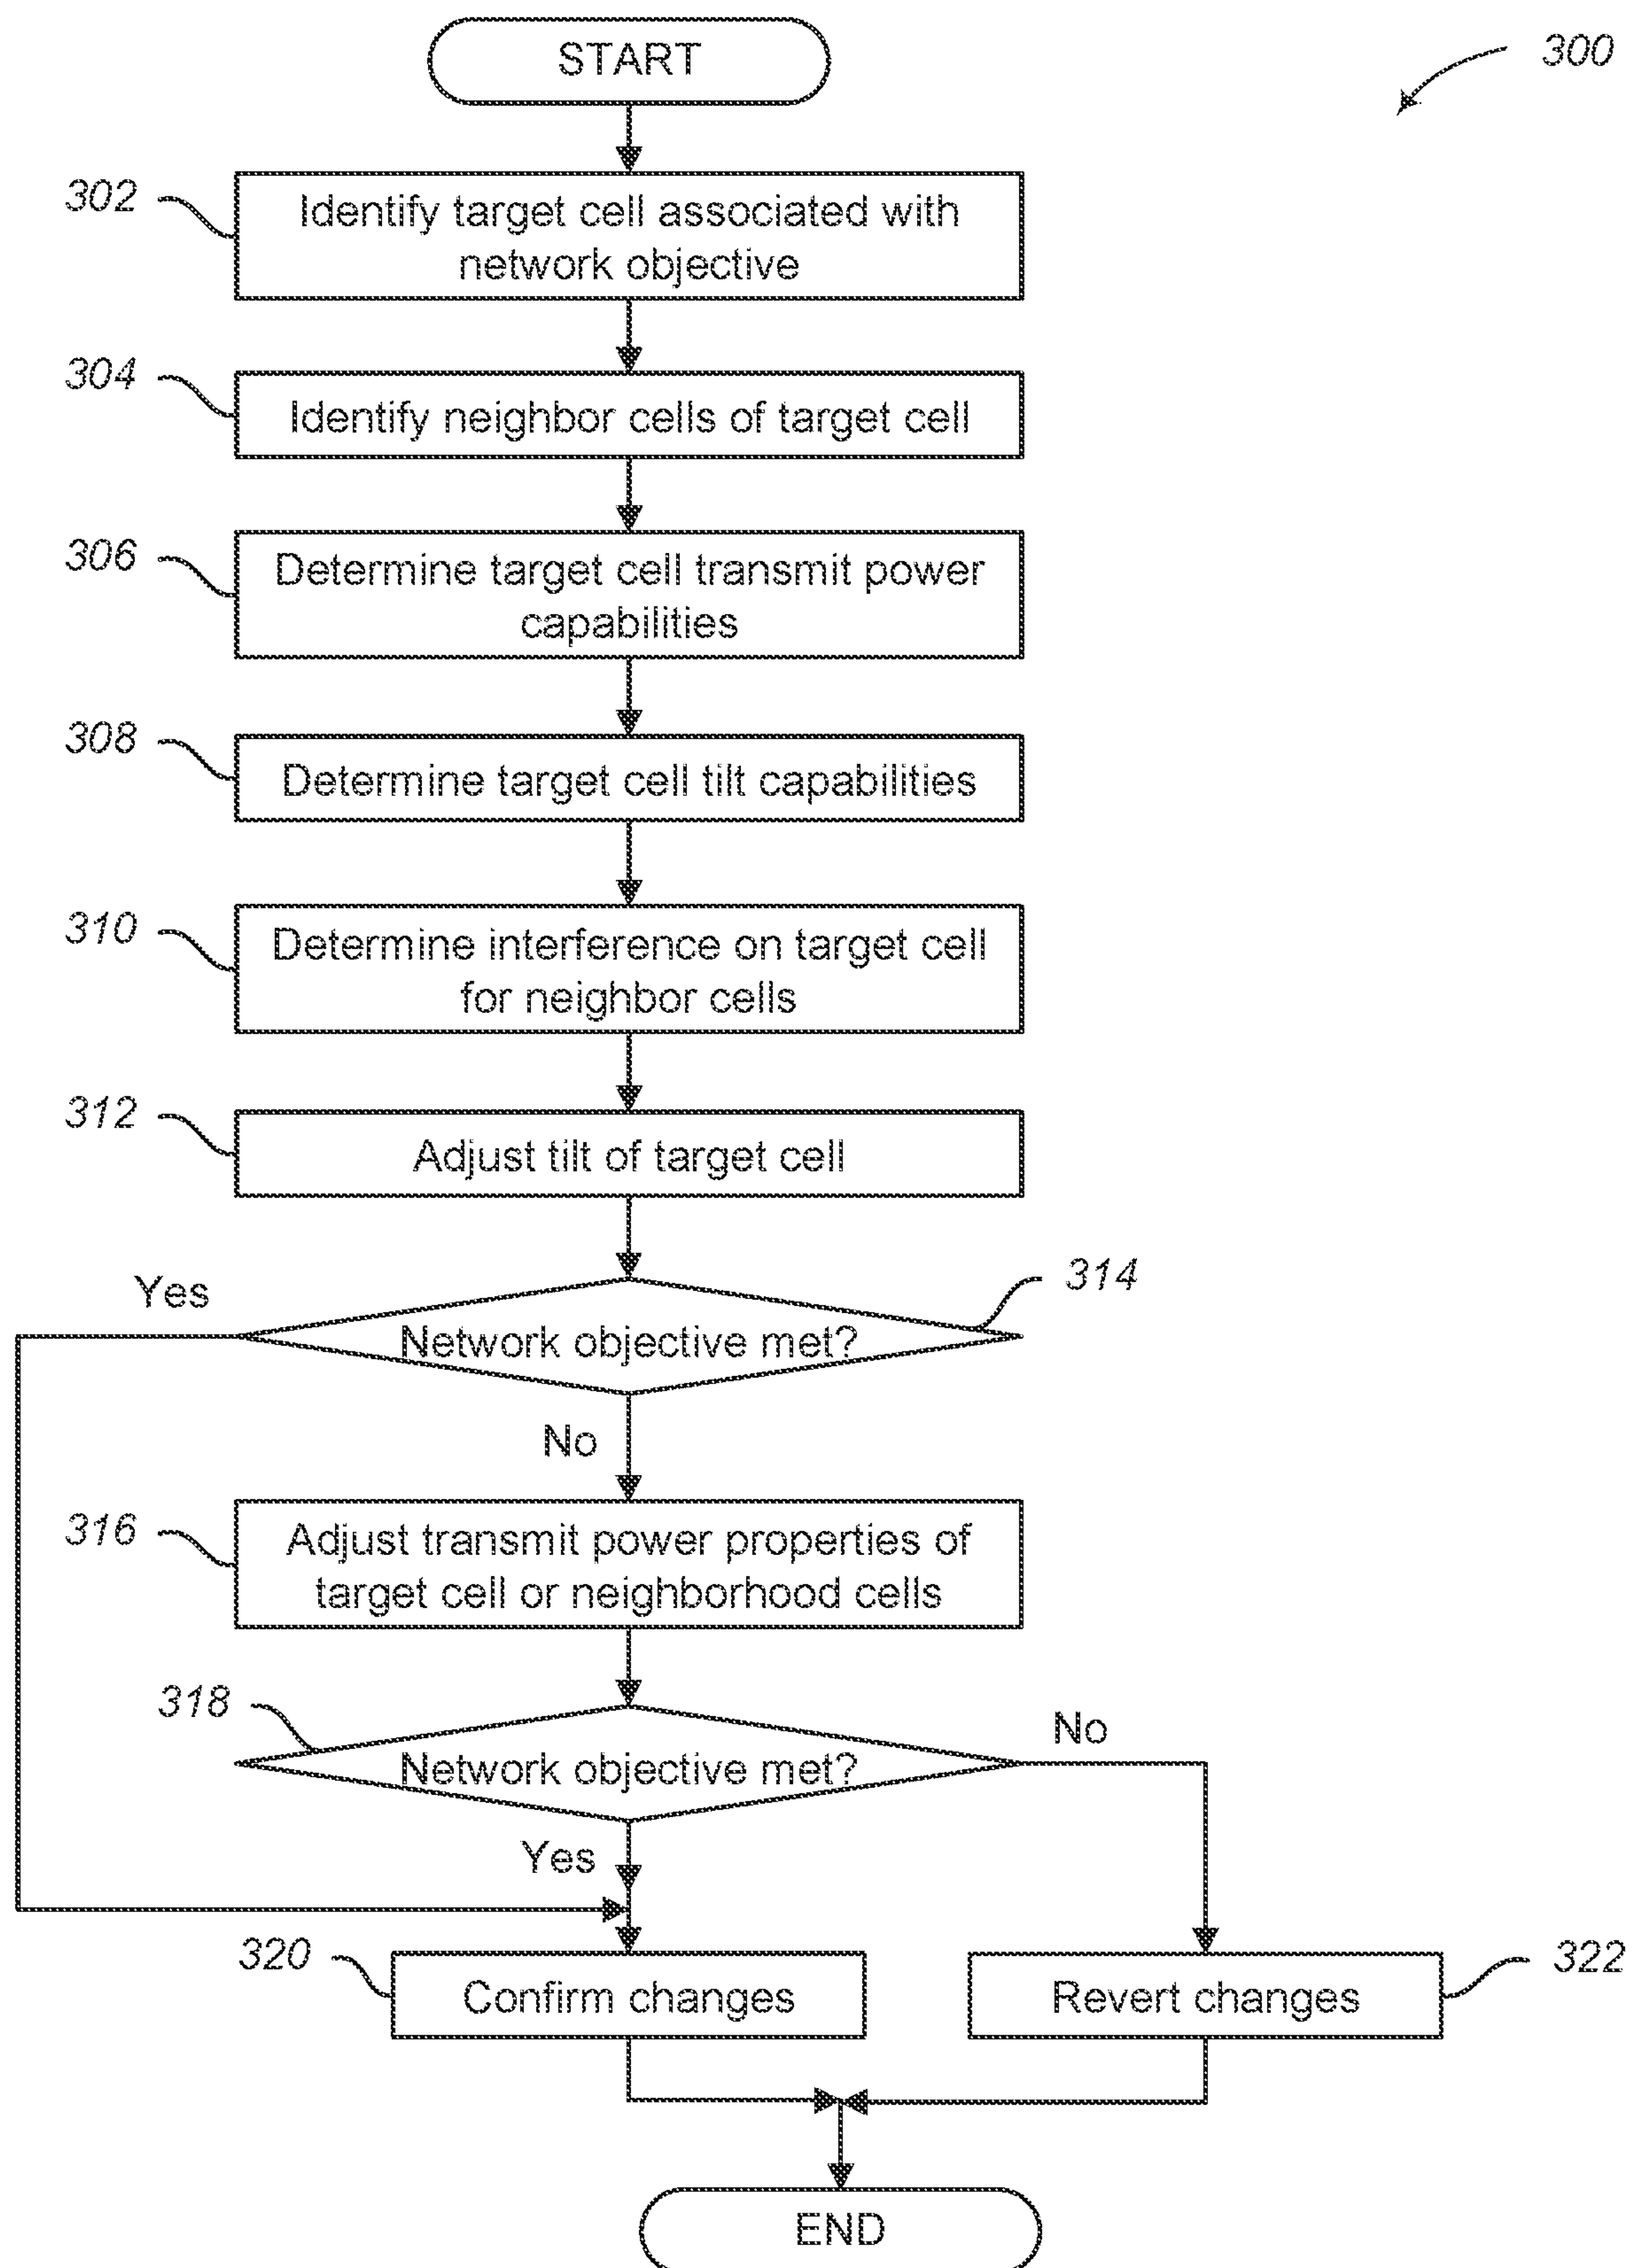 START
300
302
Identify target cell associated with
network objective
304
Identify neighbor cells of target cell
306
Determine target cell transmit power
capabilities
308
Determine target cell tilt capabilities
310
Determine interference on target cell
for neighbor cells
312
Adjust tilt of target cell
Yes
314
Network objective met?
No
316
Adjust transmit power properties of
target cell or neighborhood cells
318
No
Network objective met?
Yes
320
Confirm changes
Revert changes
322
END